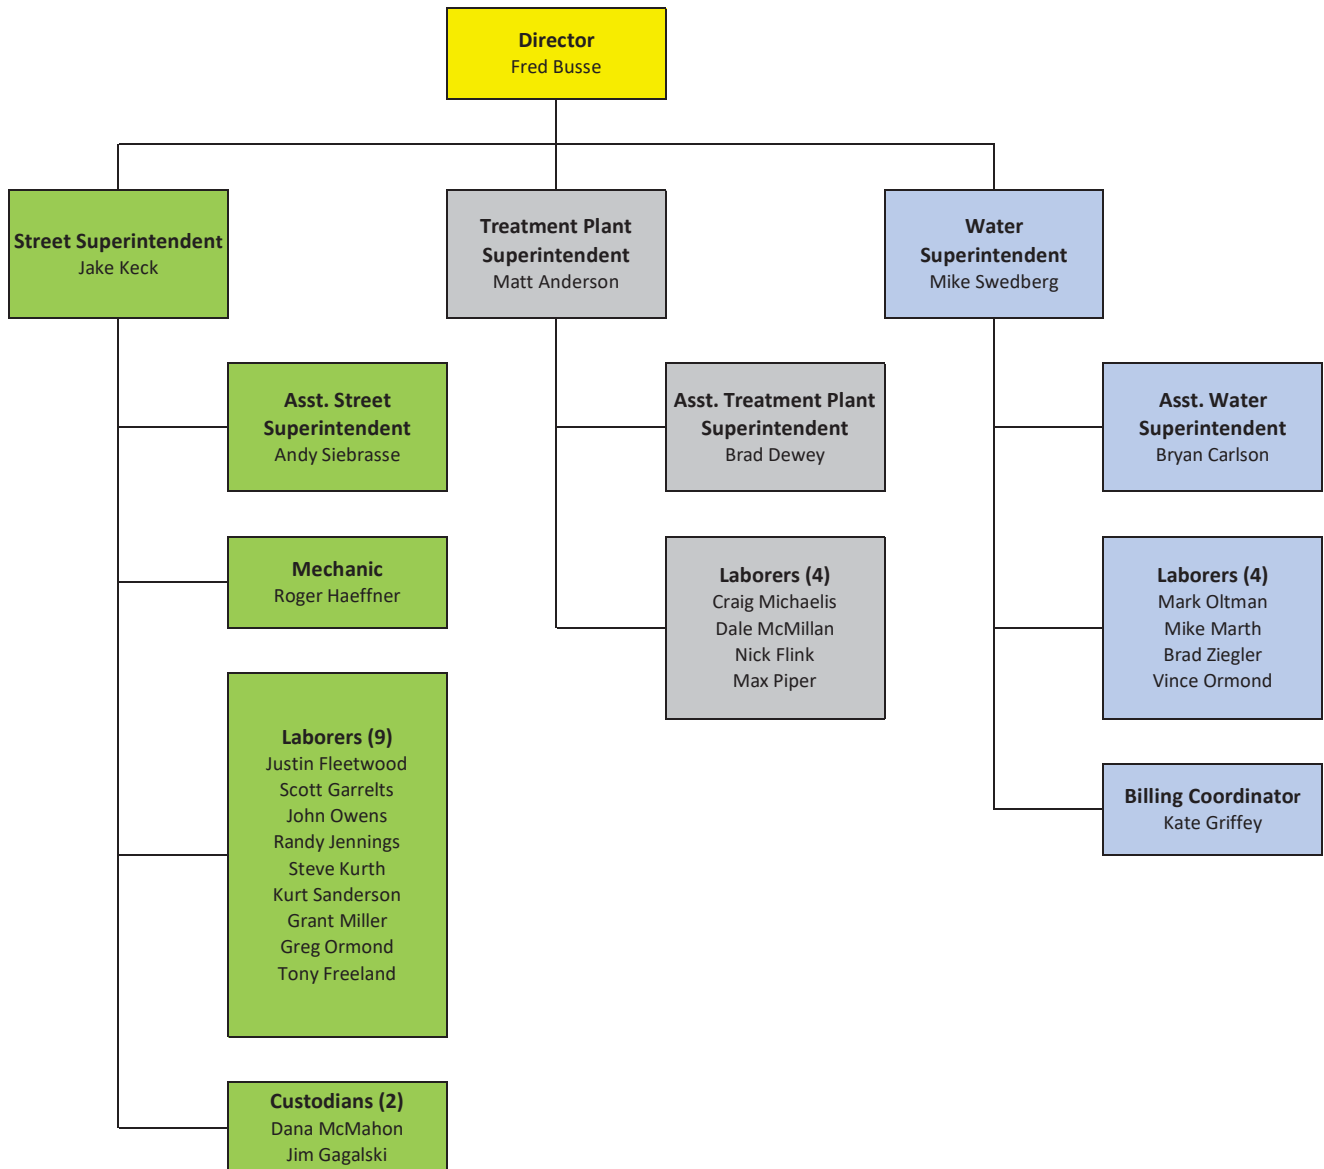 Director
Fred Busse
Street Superintendent
Jake Keck
Treatment Plant
Superintendent
Matt Anderson
Water
Superintendent
Mike Swedberg
Asst. Street
Superintendent
Andy Siebrasse
Asst. Treatment Plant
Superintendent
Brad Dewey
Asst. Water
Superintendent
Bryan Carlson
Mechanic
Roger Haeffner
Laborers (4)
Craig Michaelis
Dale McMillan
Nick Flink
Max Piper
Laborers (4)
Mark Oltman
Mike Marth
Brad Ziegler
Vince Ormond
Laborers (9)
Justin Fleetwood
Scott Garrelts
John Owens
Randy Jennings
Steve Kurth
Kurt Sanderson
Grant Miller
Greg Ormond
Tony Freeland
Billing Coordinator
Kate Griffey
Custodians (2)
Dana McMahon
Jim Gagalski